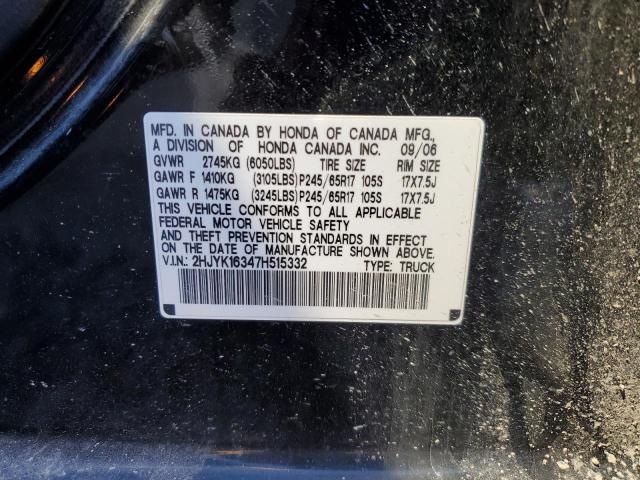 MFD. IN CANADA BY HONDA OF CANADA MFG.,
A DIVISION OF HONDA CANADA INC. 09/06
GVWR 2745KG (6050LBS) TIRE SIZE RIM SIZE
GAWR F 1410KG (3105LBS)P245/65R17 105S 17X7.5J
GAWR R 1475KG (3245LBS)P245/65R17 105S 17X7.5J
THIS VEHICLE CONFORMS TO ALL APPLICABLE
FEDERAL MOTOR VEHICLE SAFETY
AND THEFT PREVENTION STANDARDS IN EFFECT
ON THE DATE OF MANUFACTURE SHOWN ABOVE.
V.I.N.: 2HJYK16347H515332 TYPE: TRUCK